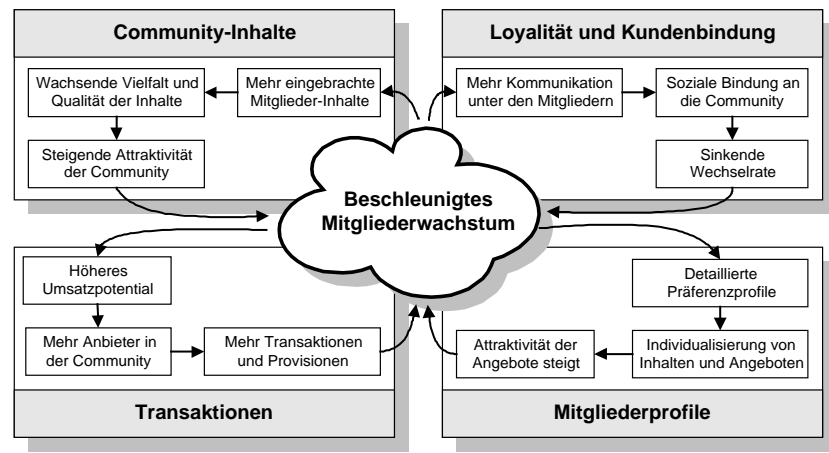 Community-Inhalte
Wachsende Vielfalt und
Qualität der Inhalte
Mehr eingebrachte
Mitglieder-Inhalte
Steigende Attraktivität
der Community
Loyalität und Kundenbindung
Mehr Kommunikation
unter den Mitgliedern
Soziale Bindung an
die Community
Sinkende
Wechselrate
Beschleunigtes
Mitgliederwachstum
Höheres
Umsatzpotential
Mehr Anbieter in
der Community
Mehr Transaktionen
und Provisionen
Transaktionen
Detaillierte
Präferenzprofile
Attraktivität der
Angebote steigt
Individualisierung von
Inhalten und Angeboten
Mitgliederprofile